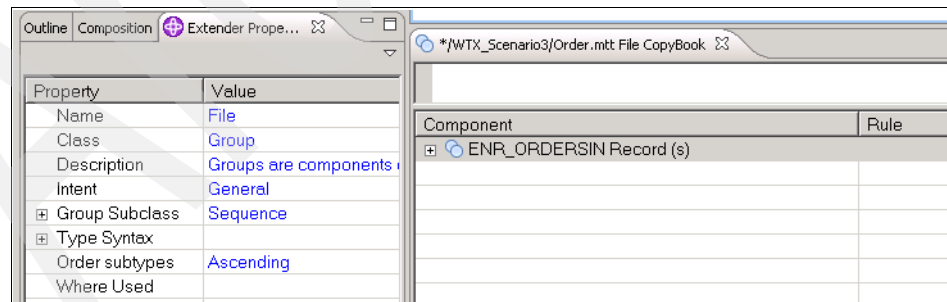 Outline Composition Extender Prope...
Property Value
Name File
Class Group
Description Groups are components
Intent General
Group Subclass Sequence
Type Syntax
Order subtypes Ascending
Where Used
*/WTX_Scenario3/Order.mtt File CopyBook
Component Rule
ENR_ORDERSIN Record (s)